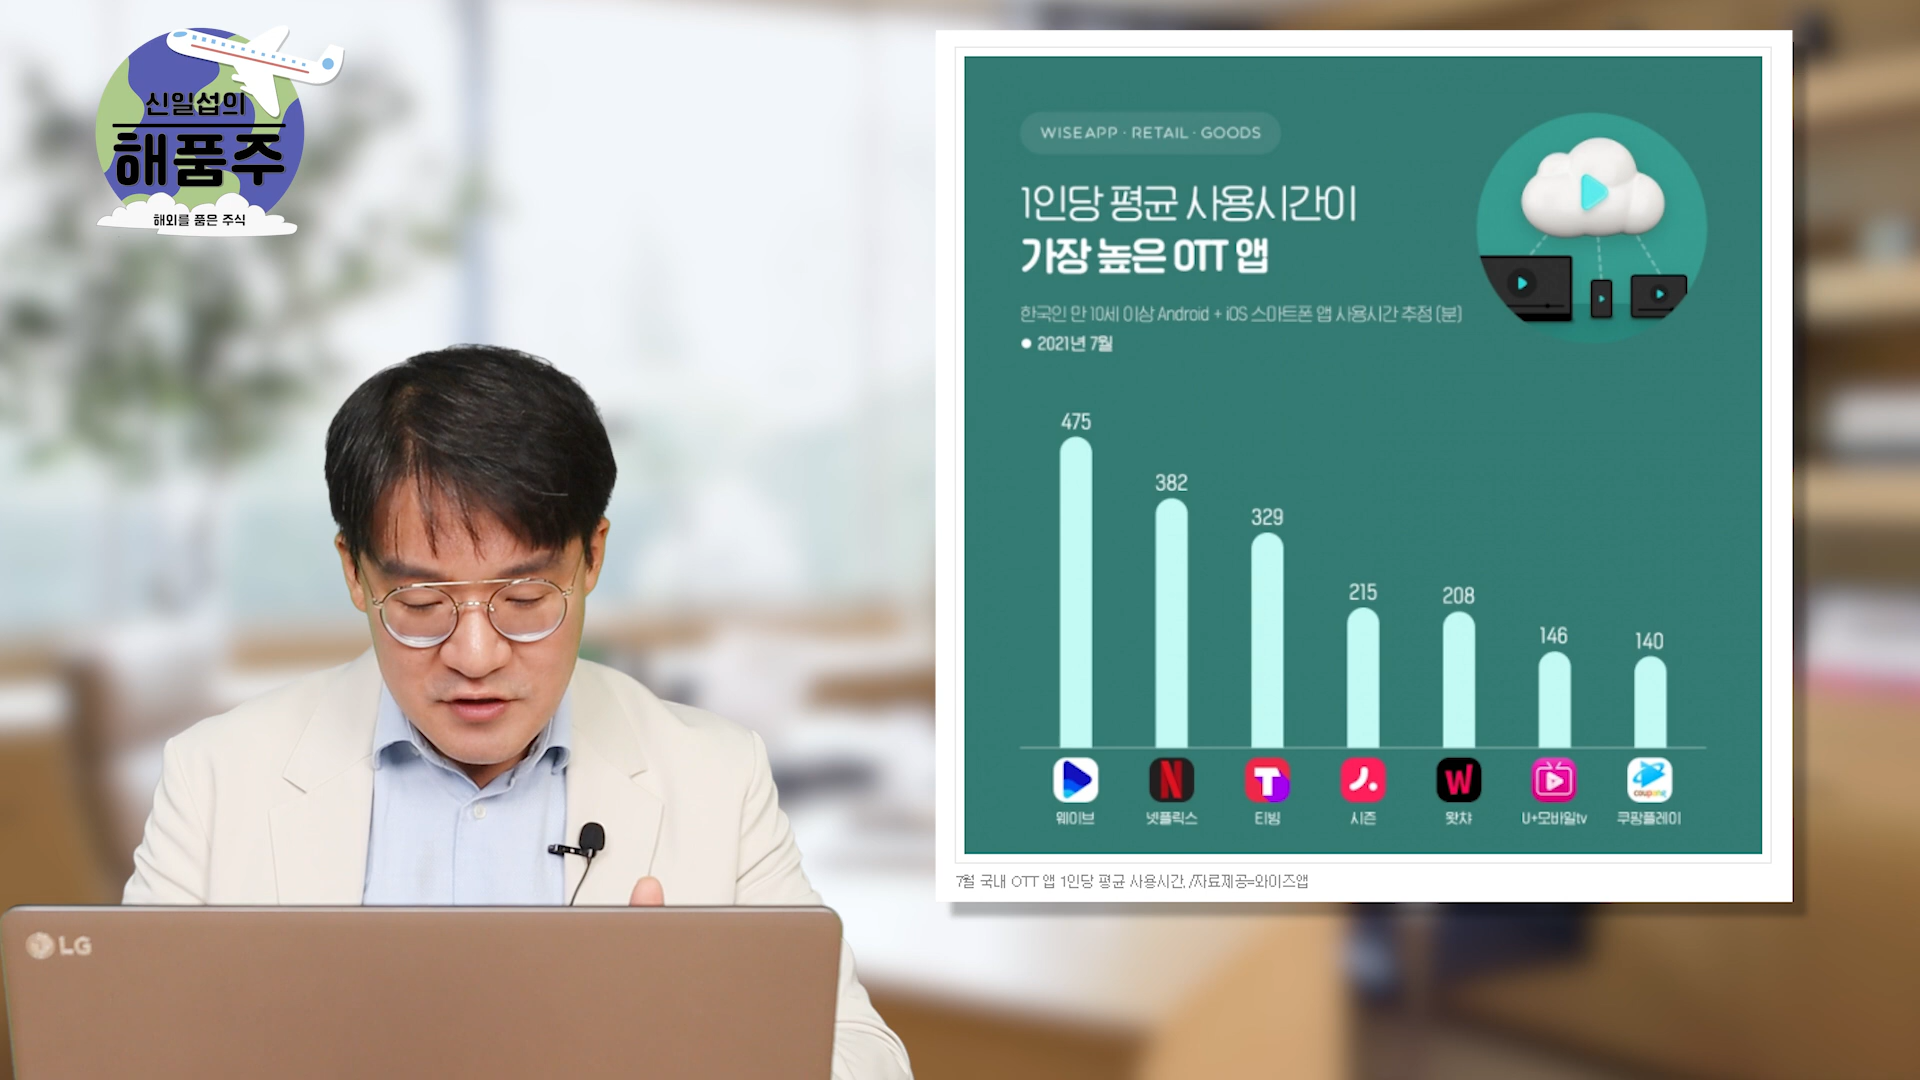 신일섭의
해품주
해외를 품은 주식
WISEAPP · RETAIL · GOODS
1인당 평균 사용시간이
가장 높은 OTT 앱
한국인 만 10세 이상 Android + iOS 스마트폰 앱 사용시간 추정 (분)
● 2021년 7월
475
382
329
215
208
146
140
N
T
W
coupang
웨이브
넷플릭스
티빙
시즌
왓챠
U+모바일tv
쿠팡플레이
7월 국내 OTT 앱 1인당 평균 사용시간. /자료제공=와이즈앱
LG